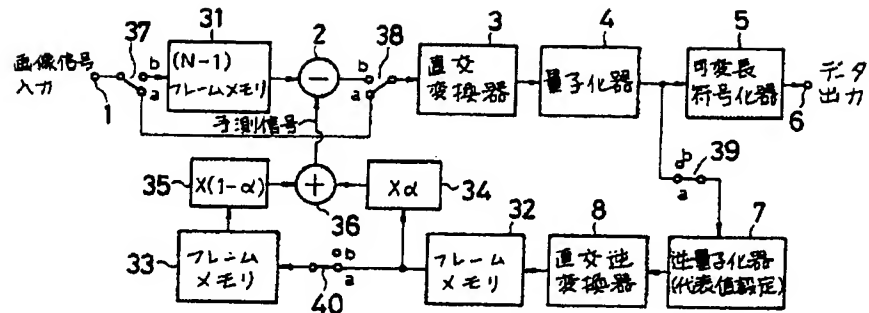 31
2
3
4
5
37
38
画像信号
入力
b
a
(N-1)
フレームメモリ
−
b
a
直交
変換器
量子化器
可変長
符号化器
データ
出力
1
6
予測信号
b
a
39
35
X(1-α)
+
Xα
34
36
32
8
7
33
フレーム
メモリ
b
a
40
フレーム
メモリ
直交逆
変換器
逆量子化器
(代表値設定)